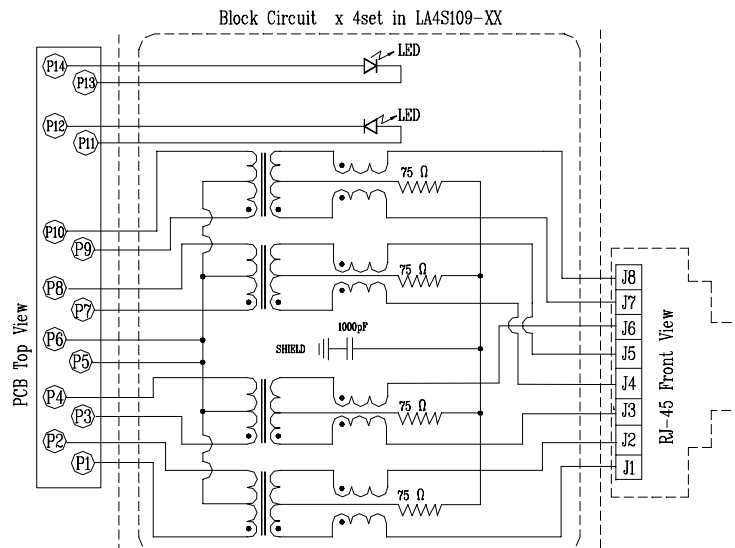 Block Circuit x 4set in LA4S109-XX
P14
LED
P13
P12
LED
P11
75 Ω
P10
P9
75 Ω
J8
P8
J7
P7
J6
1000pF
P6
SHIELD
J5
P5
J4
P4
75 Ω
J3
P3
J2
P2
P1
J1
75 Ω
PCB Top View
RJ-45 Front View